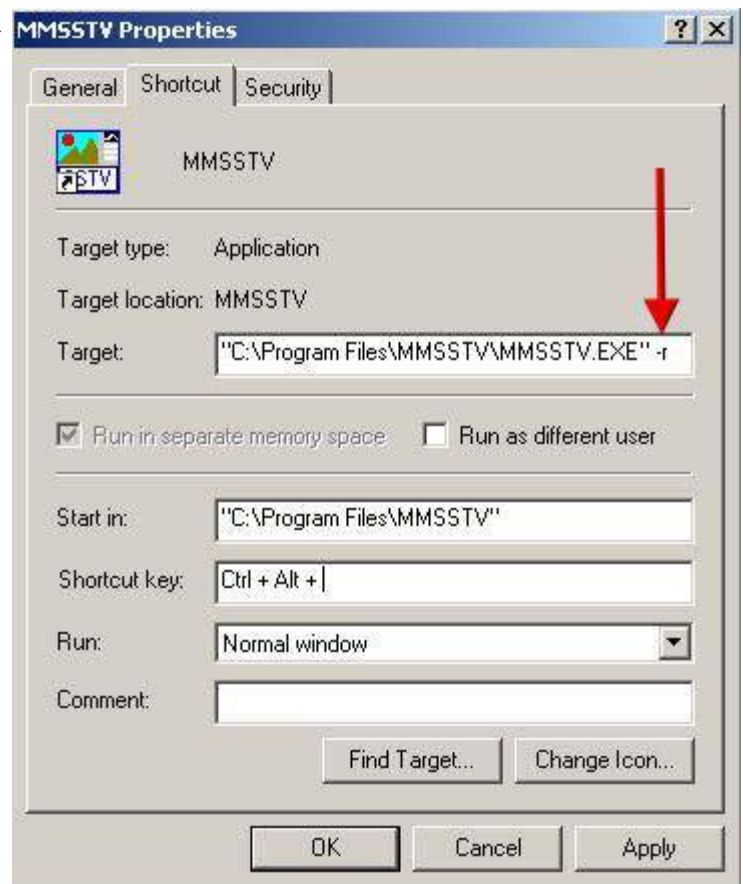 MMSSTV Properties
? X
General Shortcut Security
STV
MMSSTV
Target type: Application
Target location: MMSSTV
Target: "C:\Program Files\MMSSTV\MMSSTV.EXE" -r
Run in separate memory space Run as different user
Start in: "C:\Program Files\MMSSTV"
Shortcut key: Ctrl + Alt +
Run: Normal window
Comment:
Find Target... Change Icon...
OK Cancel Apply